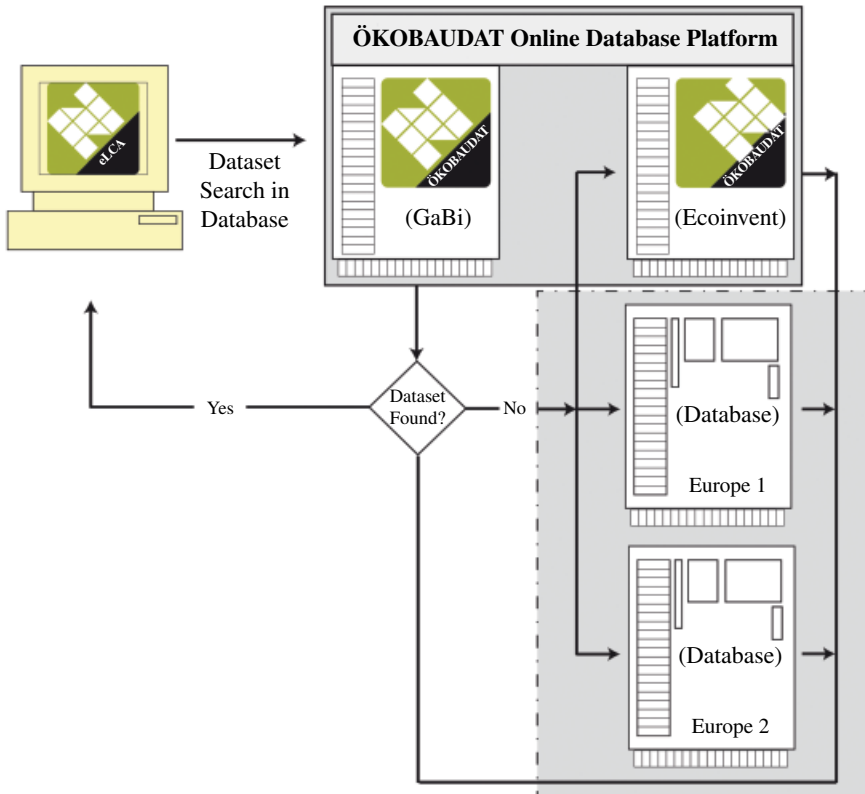 ÖKOBAUDAT Online Database Platform
eLCA
Dataset
Search in
Database
ÖKOBAUDAT
(GaBi)
ÖKOBAUDAT
(Ecoinvent)
Dataset
Found?
Yes
No
(Database)
Europe 1
(Database)
Europe 2